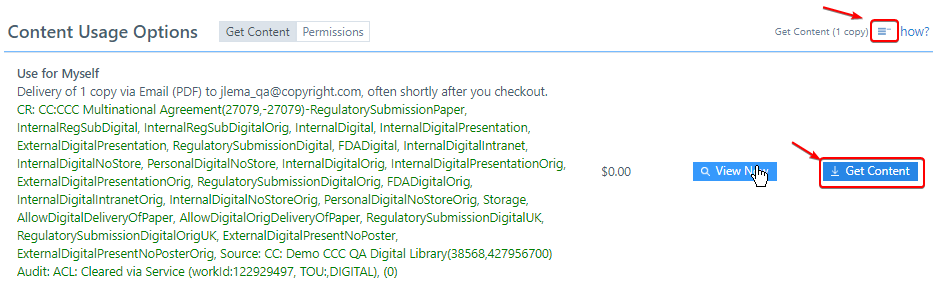 Content Usage Options
Get Content
Permissions
Get Content (1 copy)
how?
Use for Myself
Delivery of 1 copy via Email (PDF) to jlema_qa@copyright.com, often shortly after you checkout.
CR: CC:CCC Multinational Agreement(27079,-27079)-RegulatorySubmissionPaper,
InternalRegSubDigital, InternalRegSubDigitalOrig, InternalDigital, InternalDigitalPresentation,
ExternalDigitalPresentation, RegulatorySubmissionDigital, FDADigital, InternalDigitalIntranet,
InternalDigitalNoStore, PersonalDigitalNoStore, InternalDigitalOrig, InternalDigitalPresentationOrig,
ExternalDigitalPresentationOrig, RegulatorySubmissionDigitalOrig, FDADigitalOrig,
InternalDigitalIntranetOrig, InternalDigitalNoStoreOrig, PersonalDigitalNoStoreOrig, Storage,
AllowDigitalDeliveryOfPaper, AllowDigitalOrigDeliveryOfPaper, RegulatorySubmissionDigitalUK,
RegulatorySubmissionDigitalOrigUK, ExternalDigitalPresentNoPoster,
ExternalDigitalPresentNoPosterOrig, Source: CC: Demo CCC QA Digital Library(38568,427956700)
Audit: ACL: Cleared via Service (workId:122929497, TOU:,DIGITAL), (0)
$0.00
View
Get Content